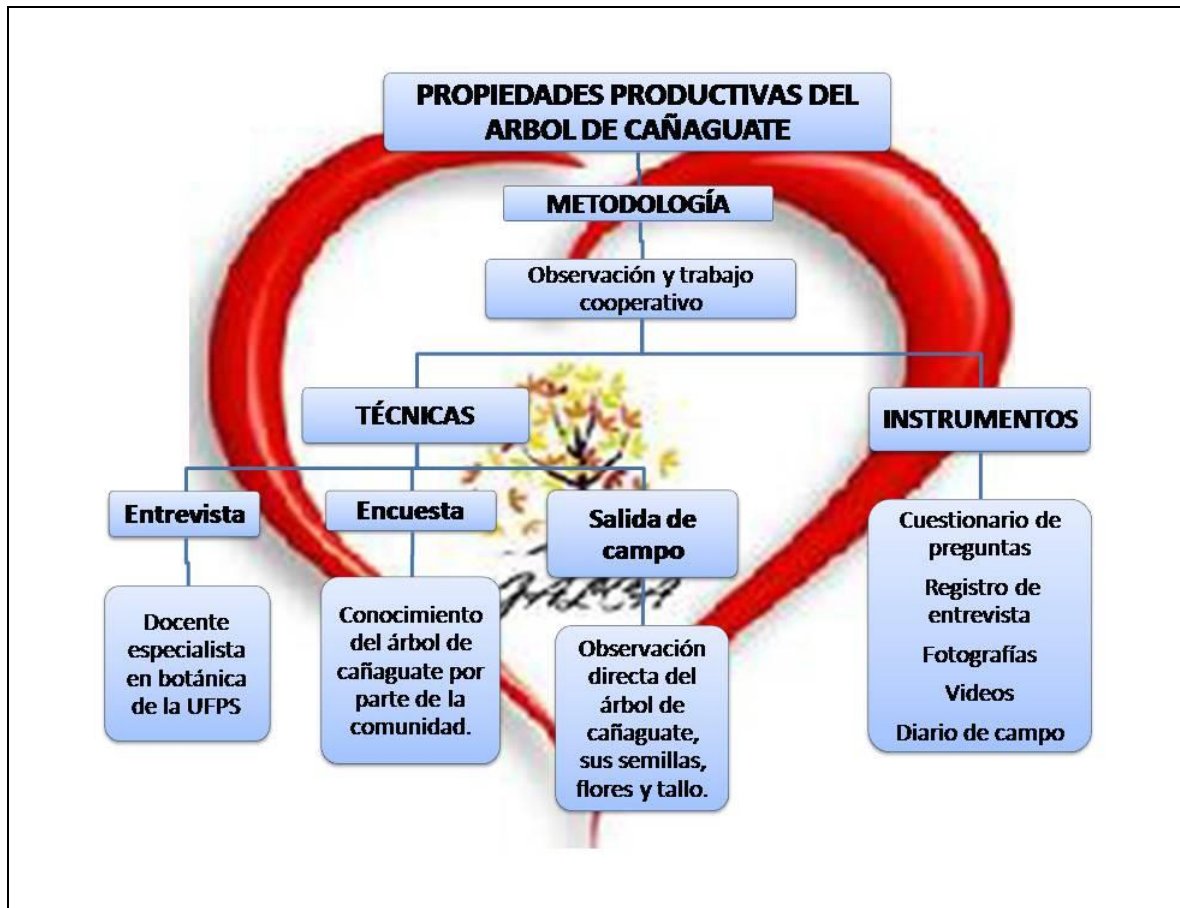 PROPIEDADES PRODUCTIVAS DEL
ARBOL DE CAÑAGUATE
METODOLOGÍA
Observación y trabajo
cooperativo
TÉCNICAS
INSTRUMENTOS
Entrevista
Encuesta
Salida de
campo
Docente
especialista
en botánica
de la UFPS
Conocimiento
del árbol de
cañaguate por
parte de la
comunidad.
Observación
directa del
árbol de
cañaguate,
sus semillas,
flores y tallo.
Cuestionario de
preguntas
Registro de
entrevista
Fotografías
Videos
Diario de campo